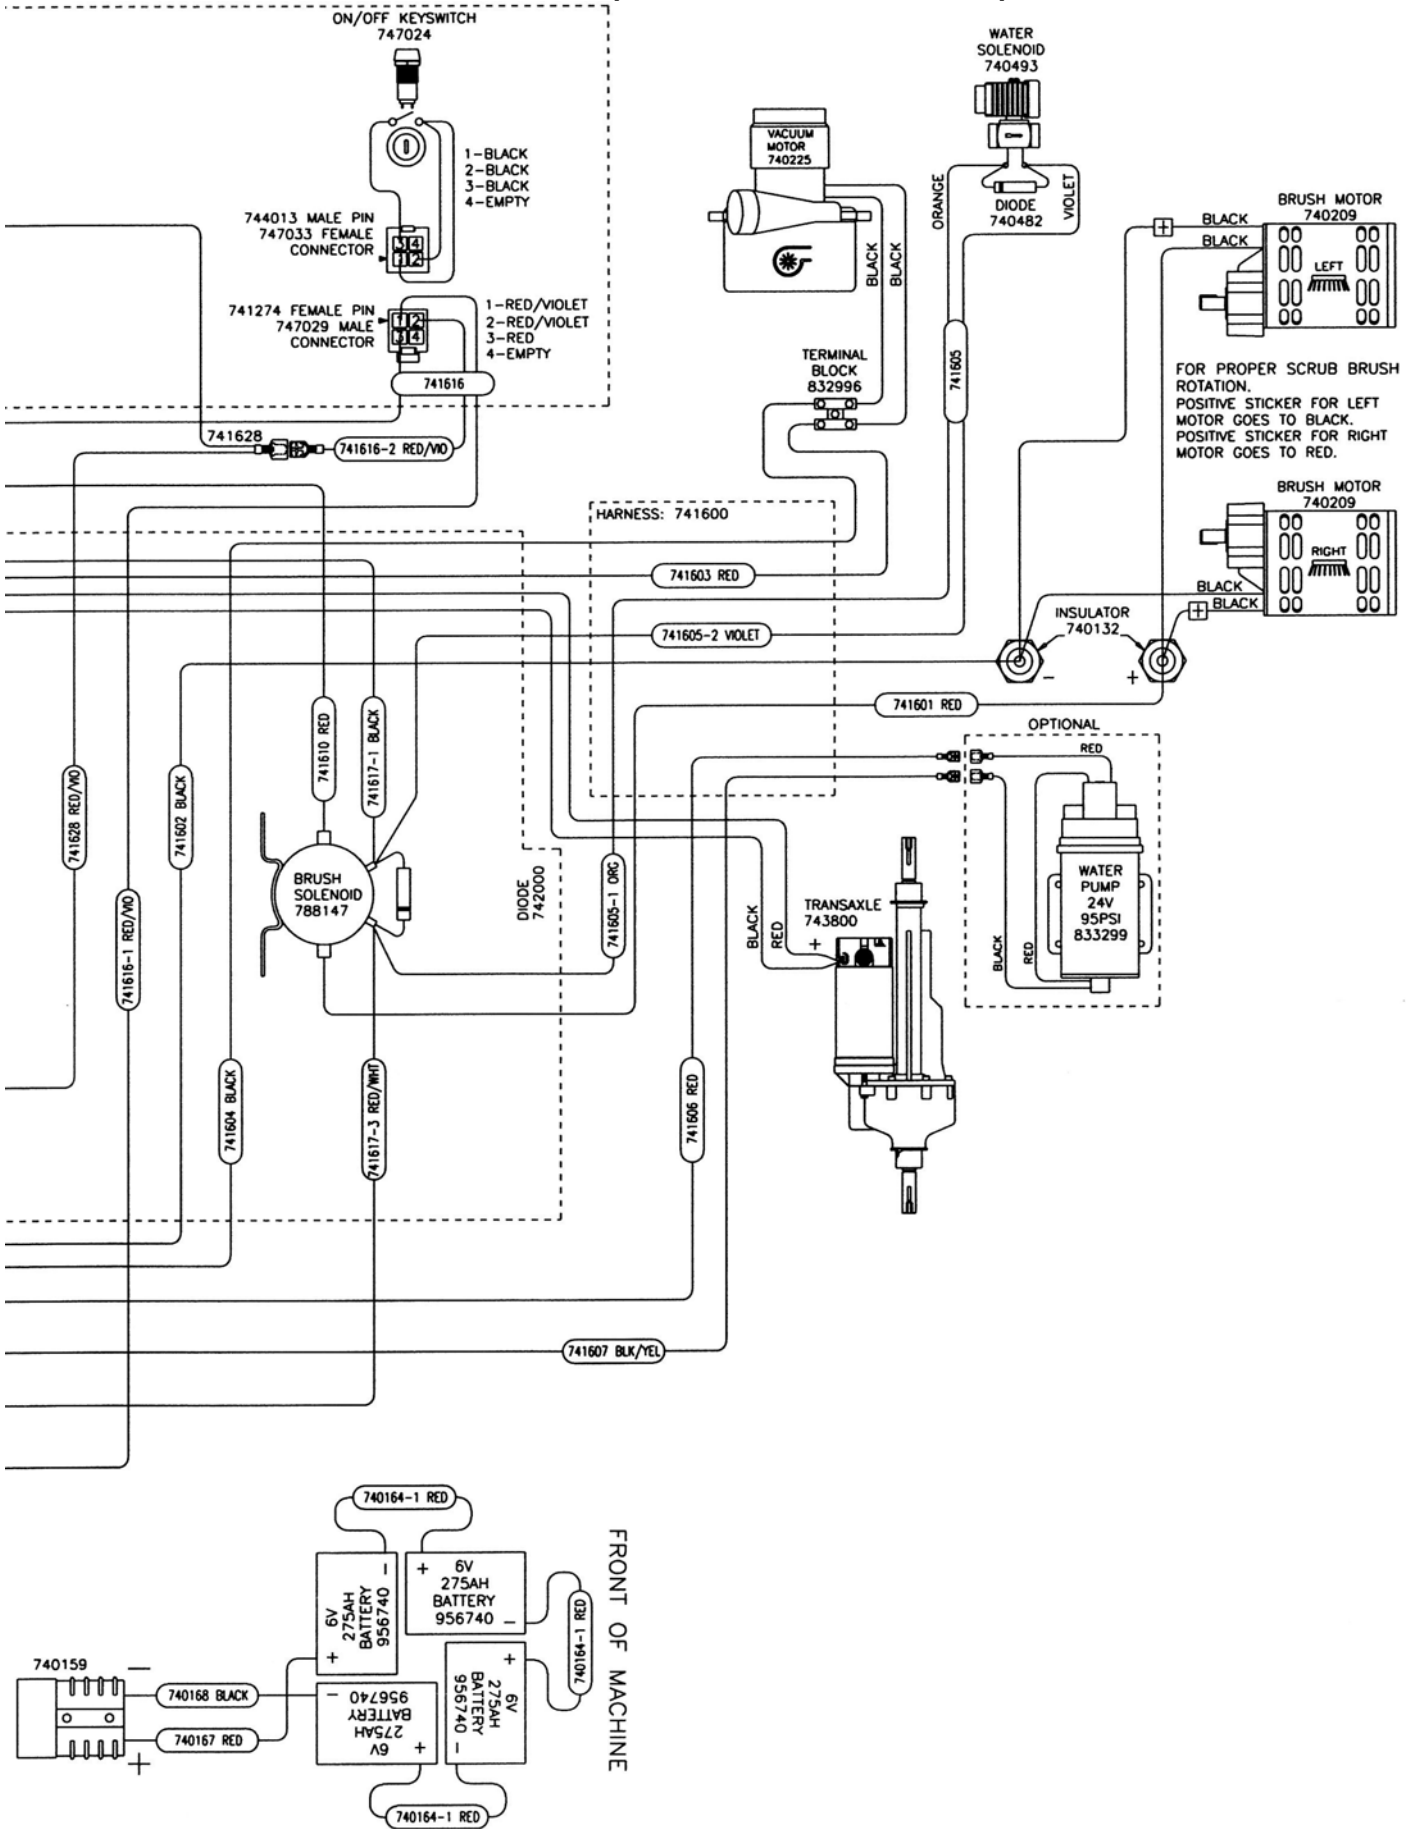 ON/OFF KEYSWITCH
747024
1-BLACK
2-BLACK
3-BLACK
4-EMPTY
744013 MALE PIN
747033 FEMALE
CONNECTOR
3 4
1 2
741274 FEMALE PIN
747029 MALE
CONNECTOR
1 2
3 4
1-RED/VIOLET
2-RED/VIOLET
3-RED
4-EMPTY
741616
741628
741616-2 RED/VIO
VACUUM
MOTOR
740225
BLACK
BLACK
TERMINAL
BLOCK
832996
WATER
SOLENOID
740493
ORANGE
VIOLET
DIODE
740482
741605
BRUSH MOTOR
740209
BLACK
+
BLACK
LEFT
FOR PROPER SCRUB BRUSH
ROTATION.
POSITIVE STICKER FOR LEFT
MOTOR GOES TO BLACK.
POSITIVE STICKER FOR RIGHT
MOTOR GOES TO RED.
BRUSH MOTOR
740209
RIGHT
BLACK
+
BLACK
INSULATOR
740132
-
+
HARNESS: 741600
741603 RED
741605-2 VIOLET
741601 RED
741610 RED
741617-1 BLACK
741628 RED/VIO
741602 BLACK
741616-1 RED/VIO
BRUSH
SOLENOID
788147
DIODE
742000
741605-1 ORG
741604 BLACK
741617-3 RED/WHT
OPTIONAL
RED
WATER
PUMP
24V
95PSI
833299
BLACK
RED
BLACK
RED
TRANSAXLE
743800
+
741606 RED
741607 BLK/YEL
740164-1 RED
6V
275AH
BATTERY
956740
-
+
+
6V
275AH
BATTERY
956740
-
740164-1 RED
FRONT OF MACHINE
+
6V
275AH
BATTERY
956740
-
-
6V
275AH
BATTERY
956740
+
740164-1 RED
740159
-
740168 BLACK
740167 RED
+